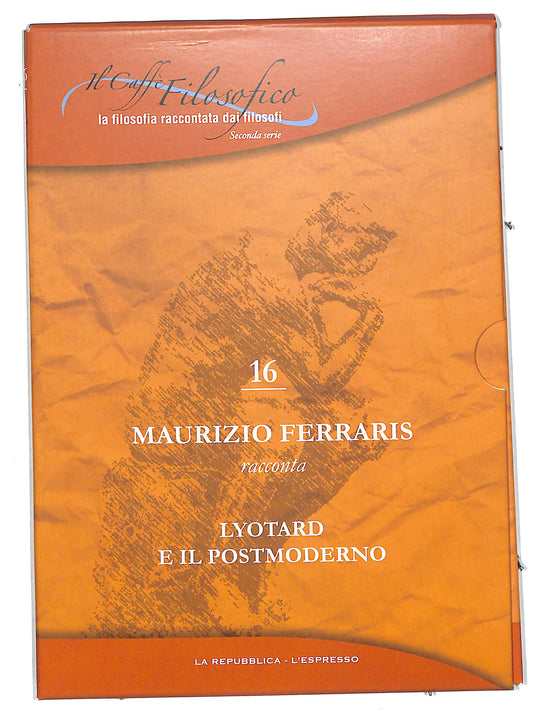 Il Caffè Filosofico
la filosofia raccontata dai filosofi
Seconda serie
16
MAURIZIO FERRARIS
racconta
LYOTARD
E IL POSTMODERNO
LA REPUBBLICA - L'ESPRESSO